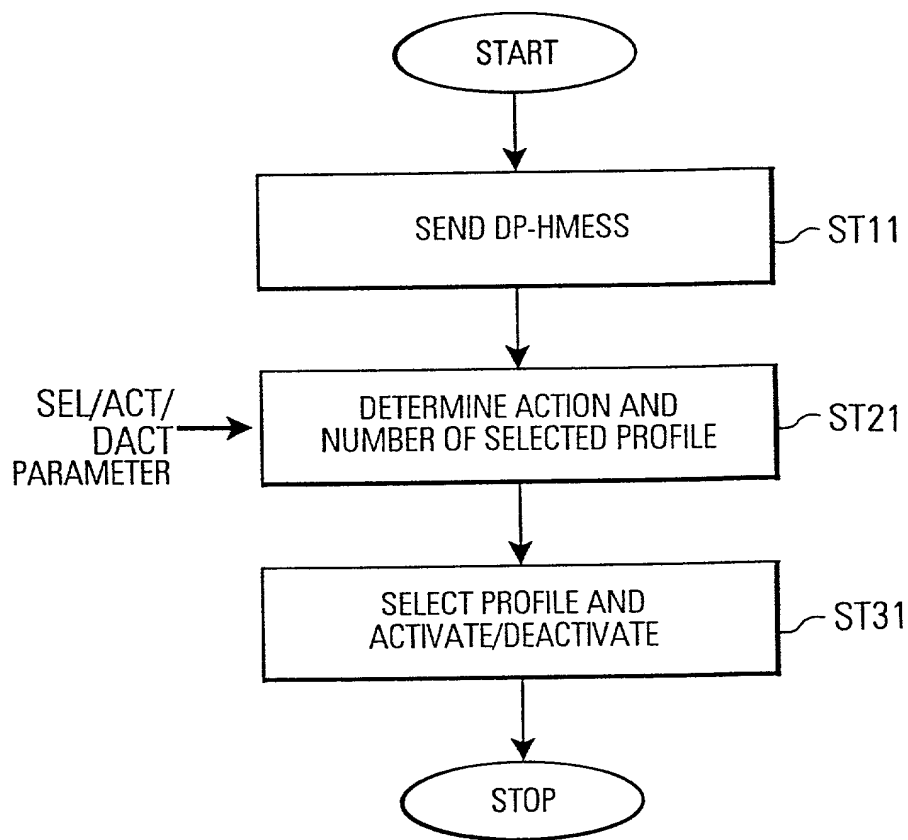 START
SEND DP-HMESS
ST11
SEL/ACT/
DACT
PARAMETER
DETERMINE ACTION AND
NUMBER OF SELECTED PROFILE
ST21
SELECT PROFILE AND
ACTIVATE/DEACTIVATE
ST31
STOP